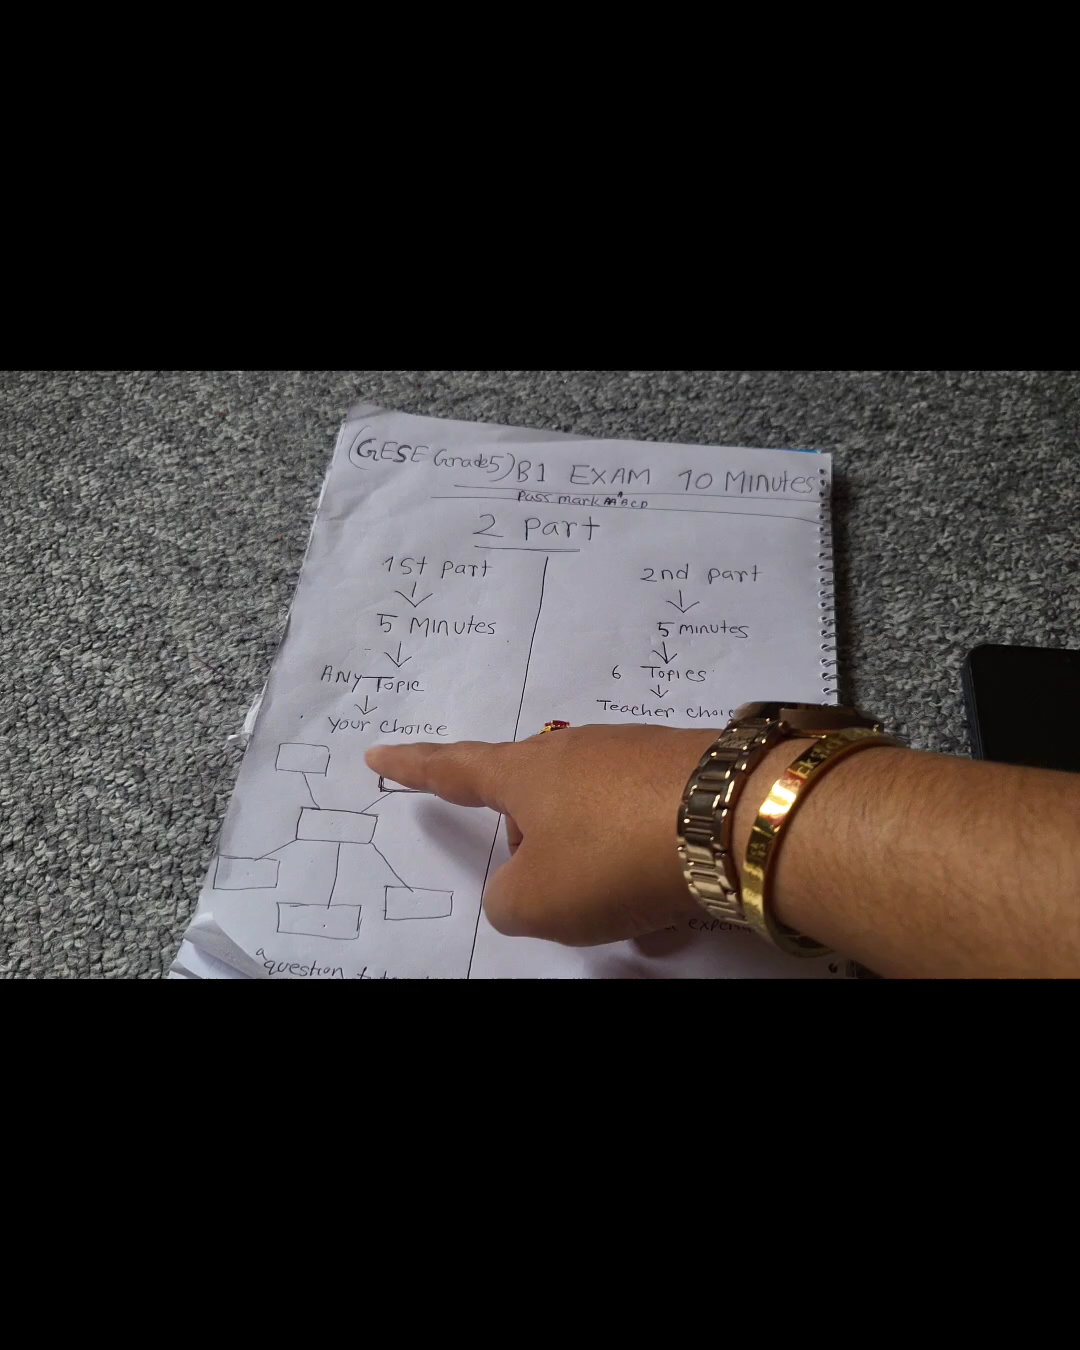 (GESE Grade5) B1 EXAM 10 Minutes
Pass mark
2 Part
1St part
5 Minutes
ANY Topic
Your choice
a question
2nd part
5 minutes
6 Topics
Teacher